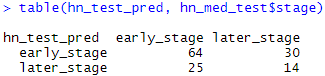 > table(hn_test_pred, hn_med_test$stage)
hn_test_pred early_stage later_stage
early_stage 64 30
later_stage 25 14